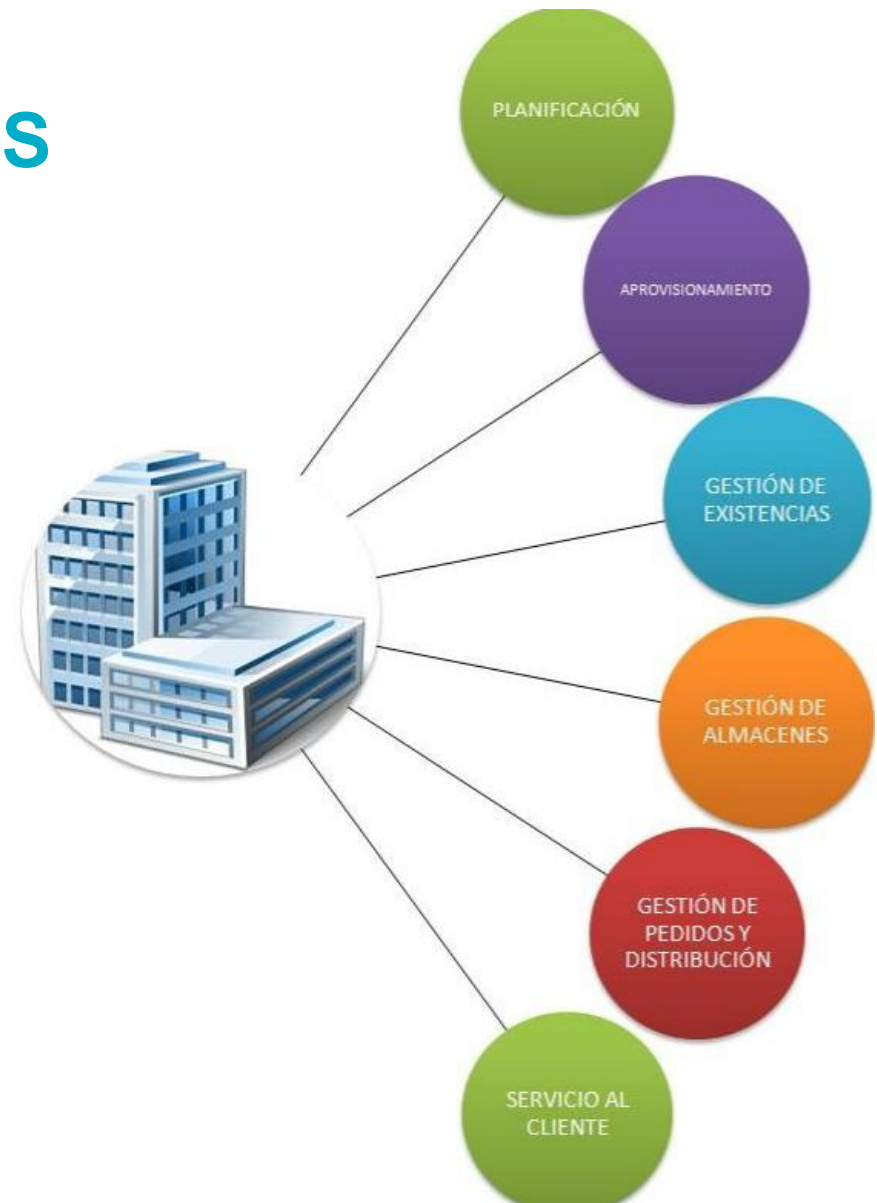 S
PLANIFICACIÓN
APROVISIONAMIENTO
GESTIÓN DE
EXISTENCIAS
GESTIÓN DE
ALMACENES
GESTIÓN DE
PEDIDOS Y
DISTRIBUCIÓN
SERVICIO AL
CLIENTE